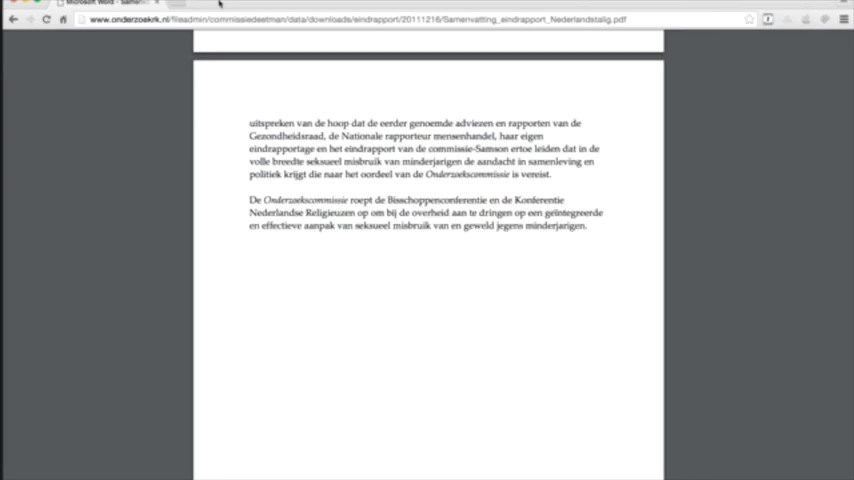 Microsoft Word - Samenv
www.onderzoekrk.nl/fileadmin/commissiedeetman/data/downloads/eindrapport/20111216/Samenvatting_eindrapport_Nederlandstalig.pdf
uitspreken van de hoop dat de eerder genoemde adviezen en rapporten van de
Gezondheidsraad, de Nationale rapporteur mensenhandel, haar eigen
eindrapportage en het eindrapport van de commissie-Samson ertoe leiden dat in de
volle breedte seksueel misbruik van minderjarigen de aandacht in samenleving en
politiek krijgt die naar het oordeel van de Onderzoekscommissie is vereist.
De Onderzoekscommissie roept de Bisschoppenconferentie en de Konferentie
Nederlandse Religieuzen op om bij de overheid aan te dringen op een geïntegreerde
en effectieve aanpak van seksueel misbruik van en geweld jegens minderjarigen.